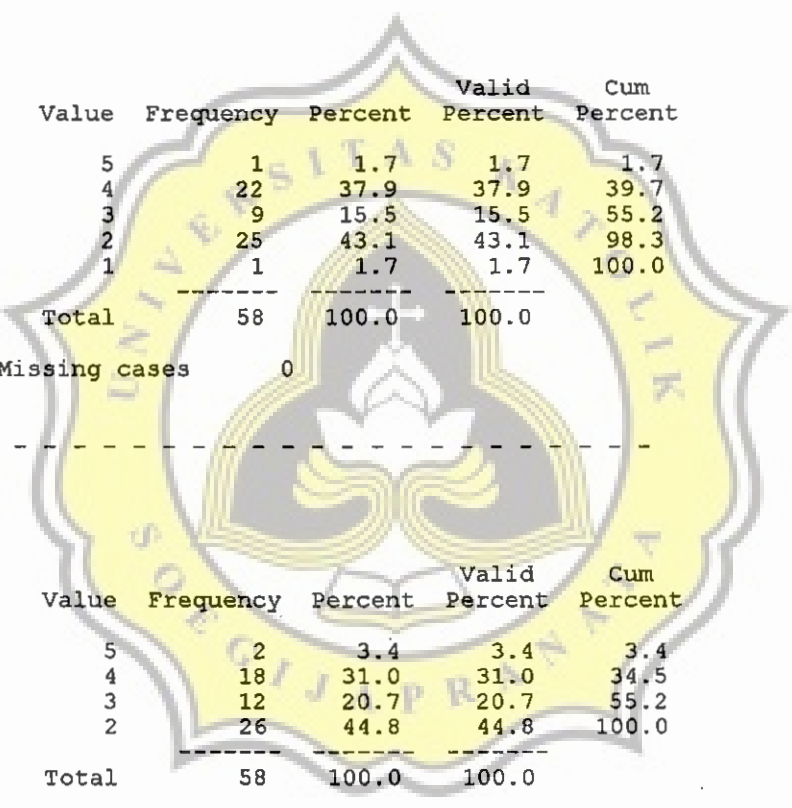 Valid Cum
Value Frequency Percent Percent Percent
5 1 1.7 1.7 1.7
4 22 37.9 37.9 39.7
3 9 15.5 15.5 55.2
2 25 43.1 43.1 98.3
1 1 1.7 1.7 100.0
------- ------- -------
Total 58 100.0 100.0
Missing cases 0
- - - - - - - - - - - - - - - - - - - - - - -
Valid Cum
Value Frequency Percent Percent Percent
5 2 3.4 3.4 3.4
4 18 31.0 31.0 34.5
3 12 20.7 20.7 55.2
2 26 44.8 44.8 100.0
------- ------- -------
Total 58 100.0 100.0
UNIVERSITAS KATOLIK
SOEGIJAPRANATA